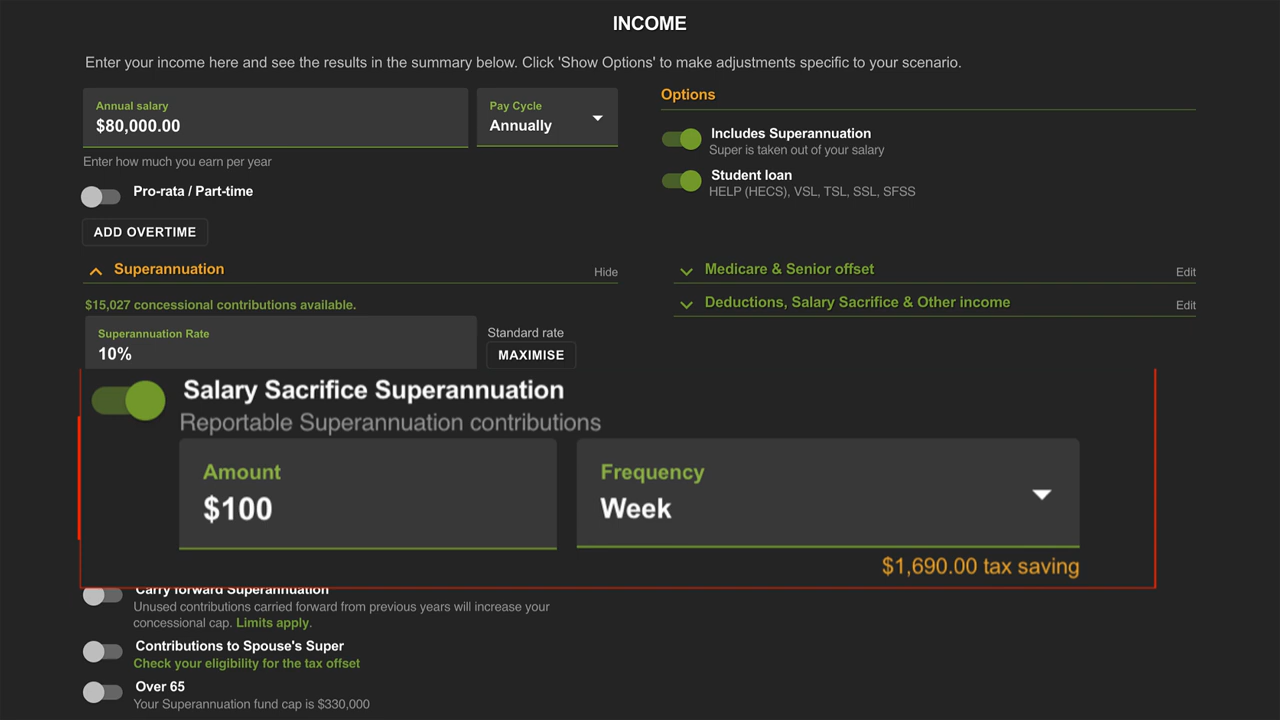 INCOME
Enter your income here and see the results in the summary below. Click 'Show Options' to make adjustments specific to your scenario.
Annual salary
$80,000.00
Pay Cycle
Annually
Enter how much you earn per year
Pro-rata / Part-time
ADD OVERTIME
Options
Includes Superannuation
Super is taken out of your salary
Student loan
HELP (HECS), VSL, TSL, SSL, SFSS
Superannuation
Hide
$15,027 concessional contributions available.
Superannuation Rate
10%
Standard rate
MAXIMISE
Medicare & Senior offset
Edit
Deductions, Salary Sacrifice & Other income
Edit
Salary Sacrifice Superannuation
Reportable Superannuation contributions
Amount
$100
Frequency
Week
$1,690.00 tax saving
Carry forward Superannuation
Unused contributions carried forward from previous years will increase your
concessional cap. Limits apply.
Contributions to Spouse's Super
Check your eligibility for the tax offset
Over 65
Your Superannuation fund cap is $330,000